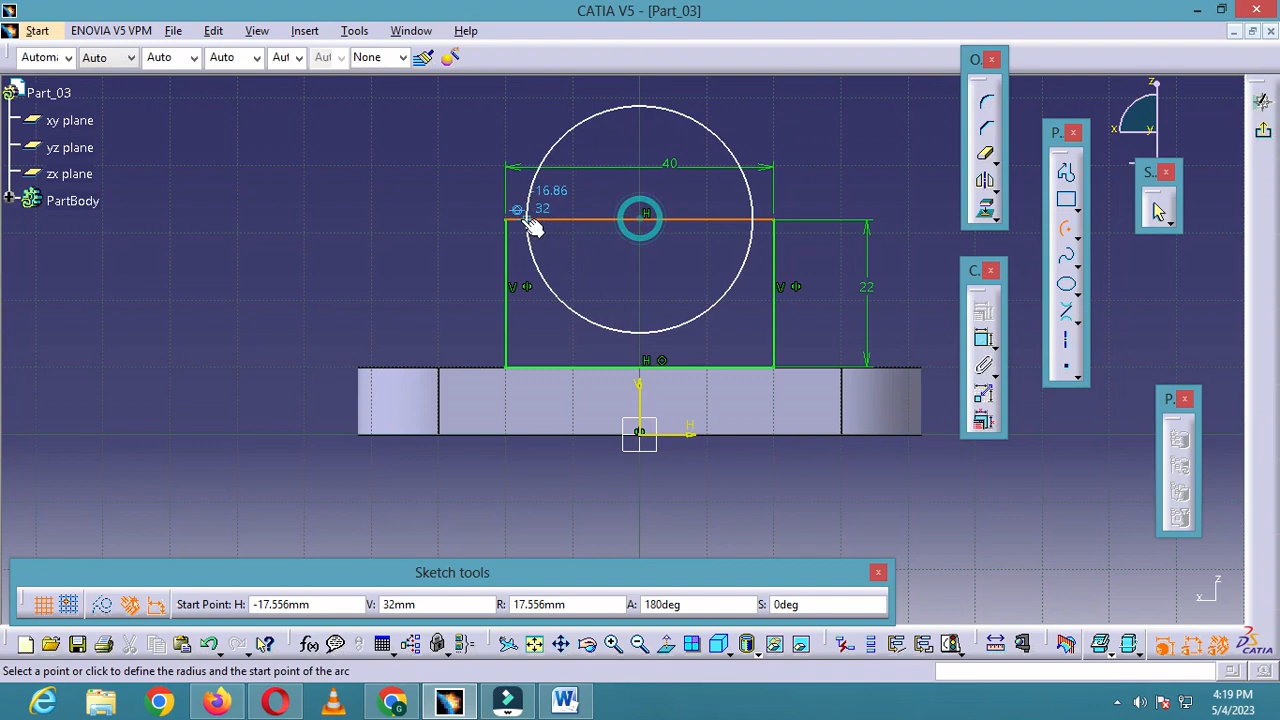 CATIA V5 - [Part_03]
Start ENOVIA V5 VPM File Edit View Insert Tools Window Help
Auto Auto Auto Aut Aut None
Part_03
xy plane
yz plane
zx plane
PartBody
O..
P..
S..
C..
P..
z
x y
40
-16.86
32
H
V
V
22
H
V
H
z
x
Sketch tools
Start Point: H: -17.556mm V: 32mm R: 17.556mm A: 180deg S: 0deg
CATIA
Select a point or click to define the radius and the start point of the arc
4:19 PM
5/4/2023